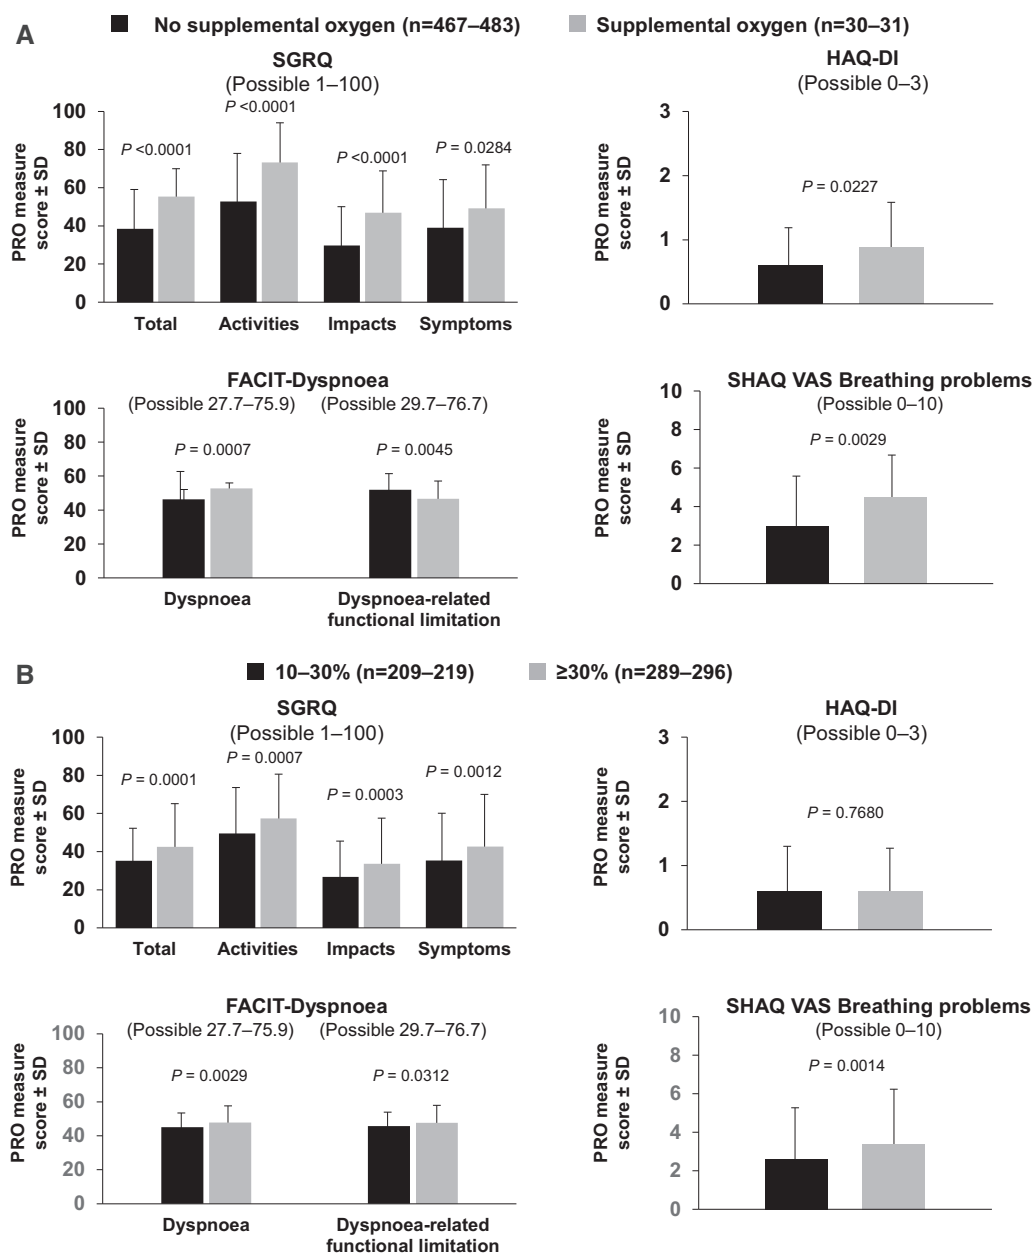 A
No supplemental oxygen (n=467–483)
Supplemental oxygen (n=30–31)
SGRQ
(Possible 1–100)
PRO measure
score ± SD
100
80
60
40
20
0
P <0.0001
P <0.0001
P <0.0001
P = 0.0284
Total
Activities
Impacts
Symptoms
HAQ-DI
(Possible 0–3)
PRO measure
score ± SD
3
2
1
0
P = 0.0227
FACIT-Dyspnoea
(Possible 27.7–75.9)
(Possible 29.7–76.7)
PRO measure
score ± SD
100
80
60
40
20
0
P = 0.0007
P = 0.0045
Dyspnoea
Dyspnoea-related
functional limitation
SHAQ VAS Breathing problems
(Possible 0–10)
PRO measure
score ± SD
10
8
6
4
2
0
P = 0.0029
B
10–30% (n=209–219)
≥30% (n=289–296)
SGRQ
(Possible 1–100)
PRO measure
score ± SD
100
80
60
40
20
0
P = 0.0001
P = 0.0007
P = 0.0003
P = 0.0012
Total
Activities
Impacts
Symptoms
HAQ-DI
(Possible 0–3)
PRO measure
score ± SD
3
2
1
0
P = 0.7680
FACIT-Dyspnoea
(Possible 27.7–75.9)
(Possible 29.7–76.7)
PRO measure
score ± SD
100
80
60
40
20
0
P = 0.0029
P = 0.0312
Dyspnoea
Dyspnoea-related
functional limitation
SHAQ VAS Breathing problems
(Possible 0–10)
PRO measure
score ± SD
10
8
6
4
2
0
P = 0.0014